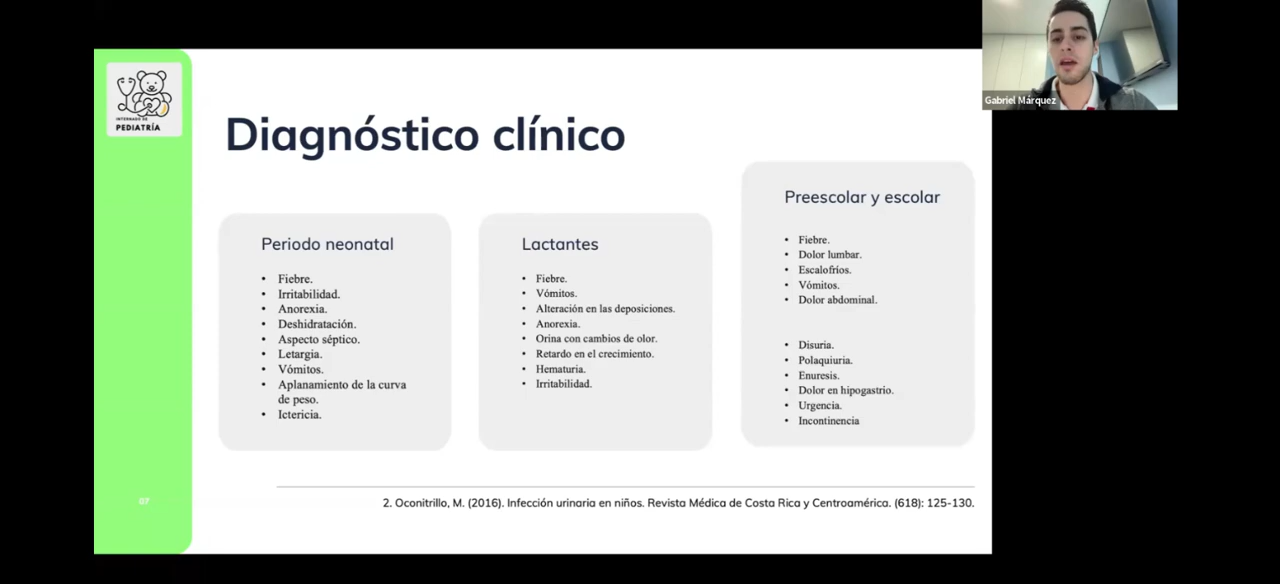 INTERNADO DE
PEDIATRÍA
Diagnóstico clínico
Periodo neonatal
• Fiebre.
• Irritabilidad.
• Anorexia.
• Deshidratación.
• Aspecto séptico.
• Letargia.
• Vómitos.
• Aplanamiento de la curva
de peso.
• Ictericia.
Lactantes
• Fiebre.
• Vómitos.
• Alteración en las deposiciones.
• Anorexia.
• Orina con cambios de olor.
• Retardo en el crecimiento.
• Hematuria.
• Irritabilidad.
Preescolar y escolar
• Fiebre.
• Dolor lumbar.
• Escalofríos.
• Vómitos.
• Dolor abdominal.
• Disuria.
• Polaquiuria.
• Enuresis.
• Dolor en hipogastrio.
• Urgencia.
• Incontinencia
07
2. Oconitrillo, M. (2016). Infección urinaria en niños. Revista Médica de Costa Rica y Centroamérica. (618): 125-130.
Gabriel Márquez